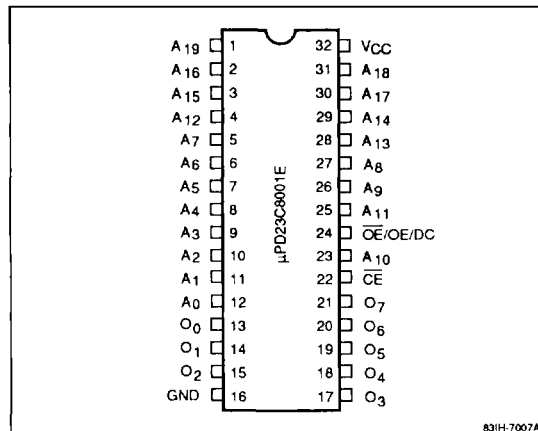 A19 1 32 VCC
A16 2 31 A18
A15 3 30 A17
A12 4 29 A14
A7 5 28 A13
A6 6 27 A8
A5 7 26 A9
A4 8 25 A11
A3 9 24 O̅E̅/OE/DC
A2 10 23 A10
A1 11 22 C̅E̅
A0 12 21 O7
O0 13 20 O6
O1 14 19 O5
O2 15 18 O4
GND 16 17 O3
μPD23C8001E
83IH-7007A